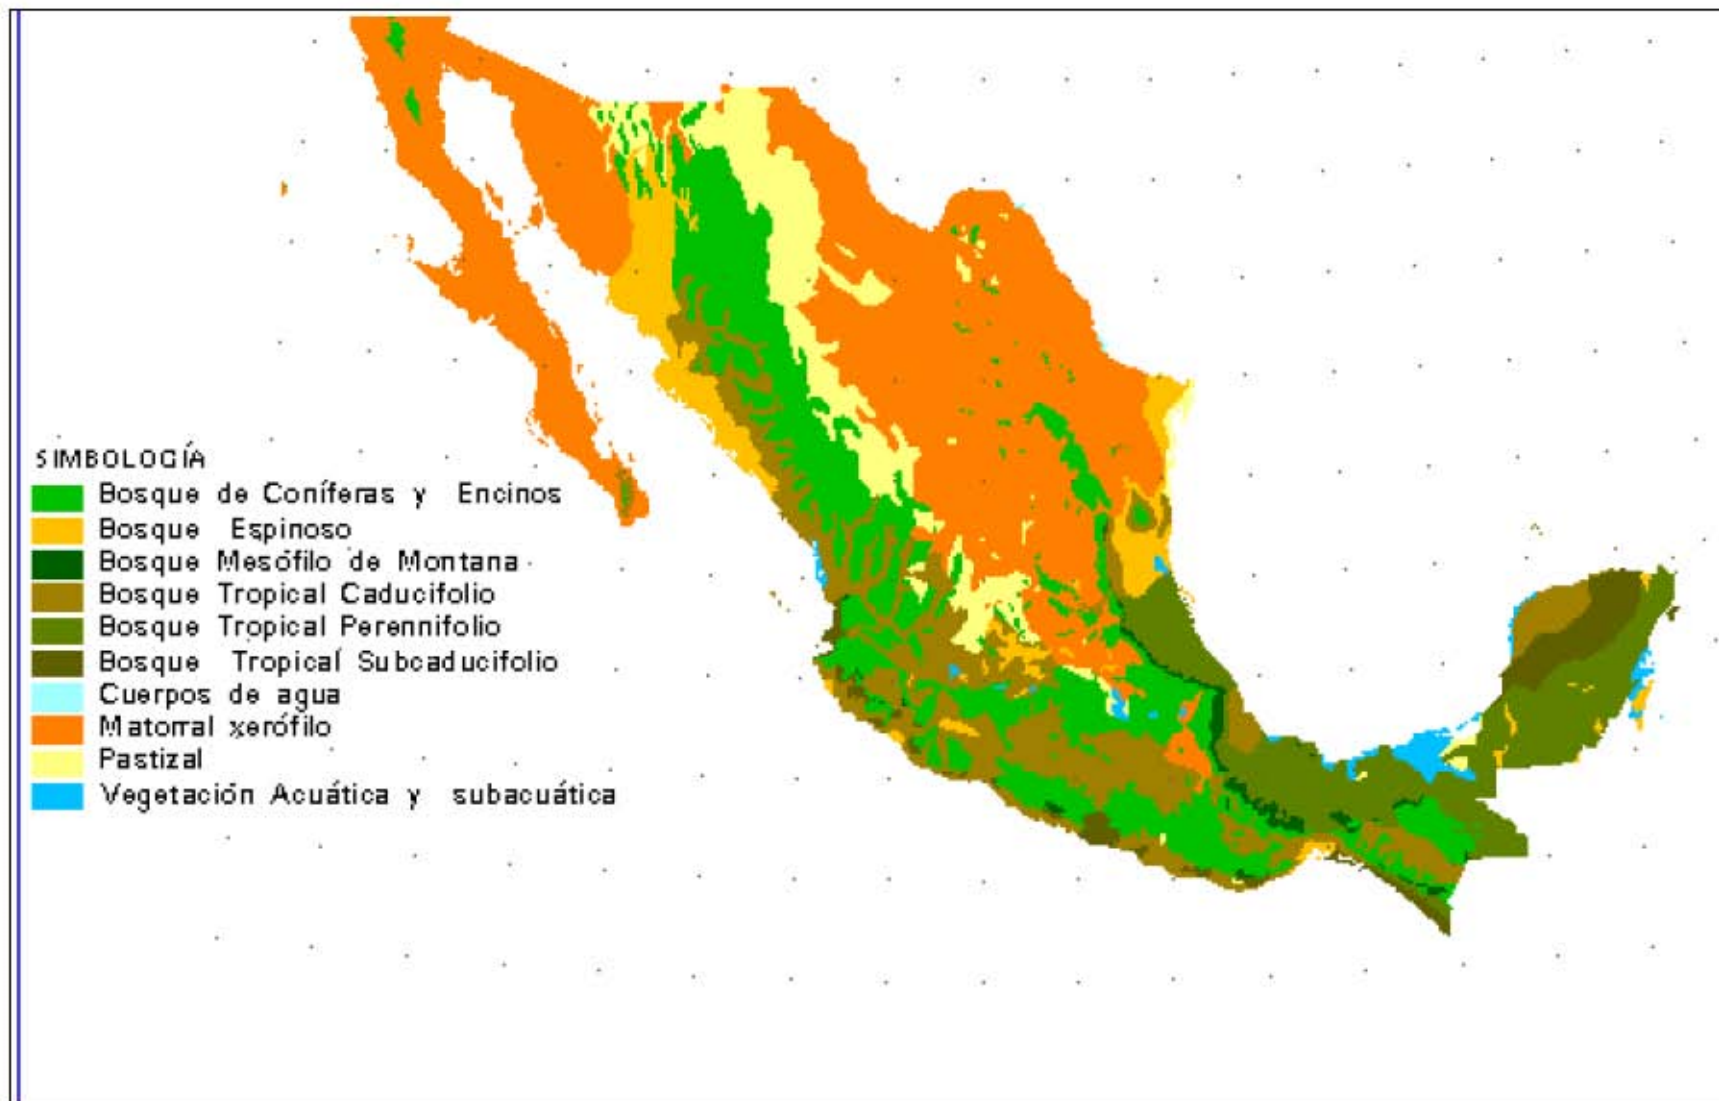 SIMBOLOGÍA
Bosque de Coníferas y Encinos
Bosque Espinoso
Bosque Mesófilo de Montana
Bosque Tropical Caducifolio
Bosque Tropical Perennifolio
Bosque Tropical Subcaducifolio
Cuerpos de agua
Matorral xerófilo
Pastizal
Vegetación Acuática y subacuática